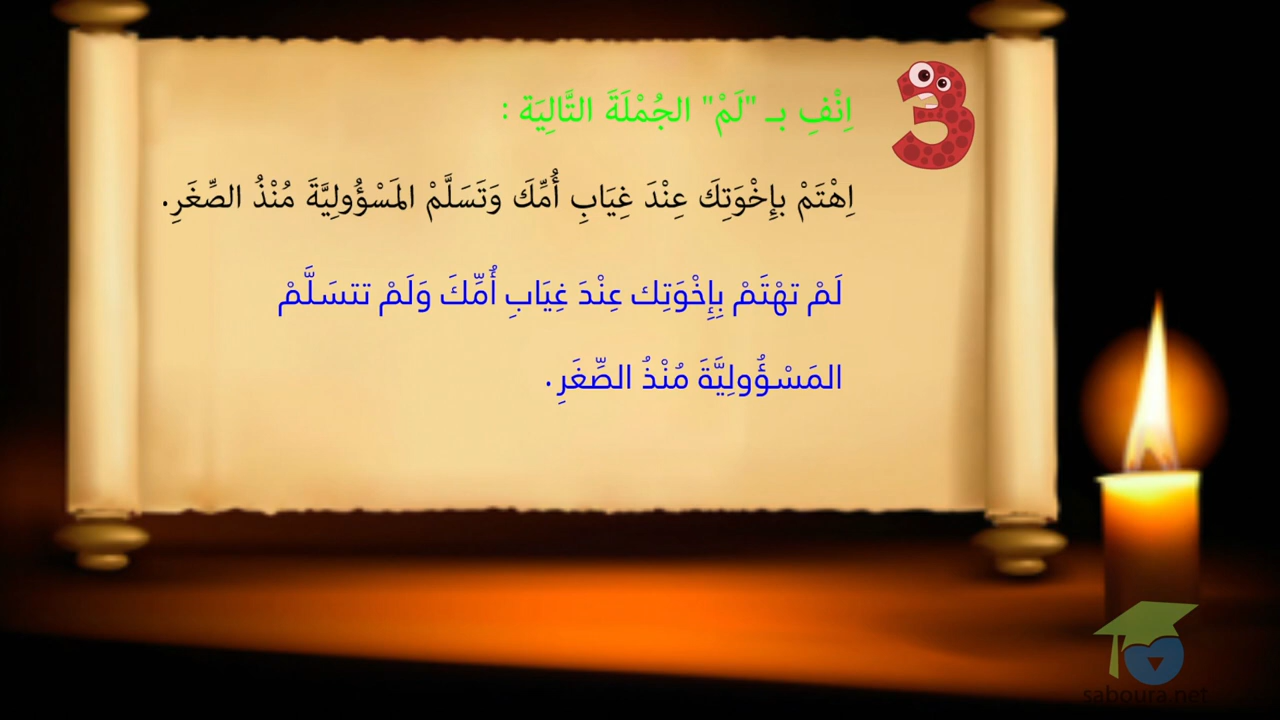 3
اِنْفِ بـ "لَمْ" الجُمْلَةَ التَّالِيَة :
اِهْتَمْ بإِخْوَتِكَ عِنْدَ غِيَابِ أُمِّكَ وَتَسَلَّمْ المَسْؤُولِيَّةَ مُنْذُ الصِّغَرِ.
لَمْ تهْتَمْ بِإِخْوَتِك عِنْدَ غِيَابِ أُمِّكَ وَلَمْ تتسَلَّمْ
المَسْؤُولِيَّةَ مُنْذُ الصِّغَرِ.
saboura.net